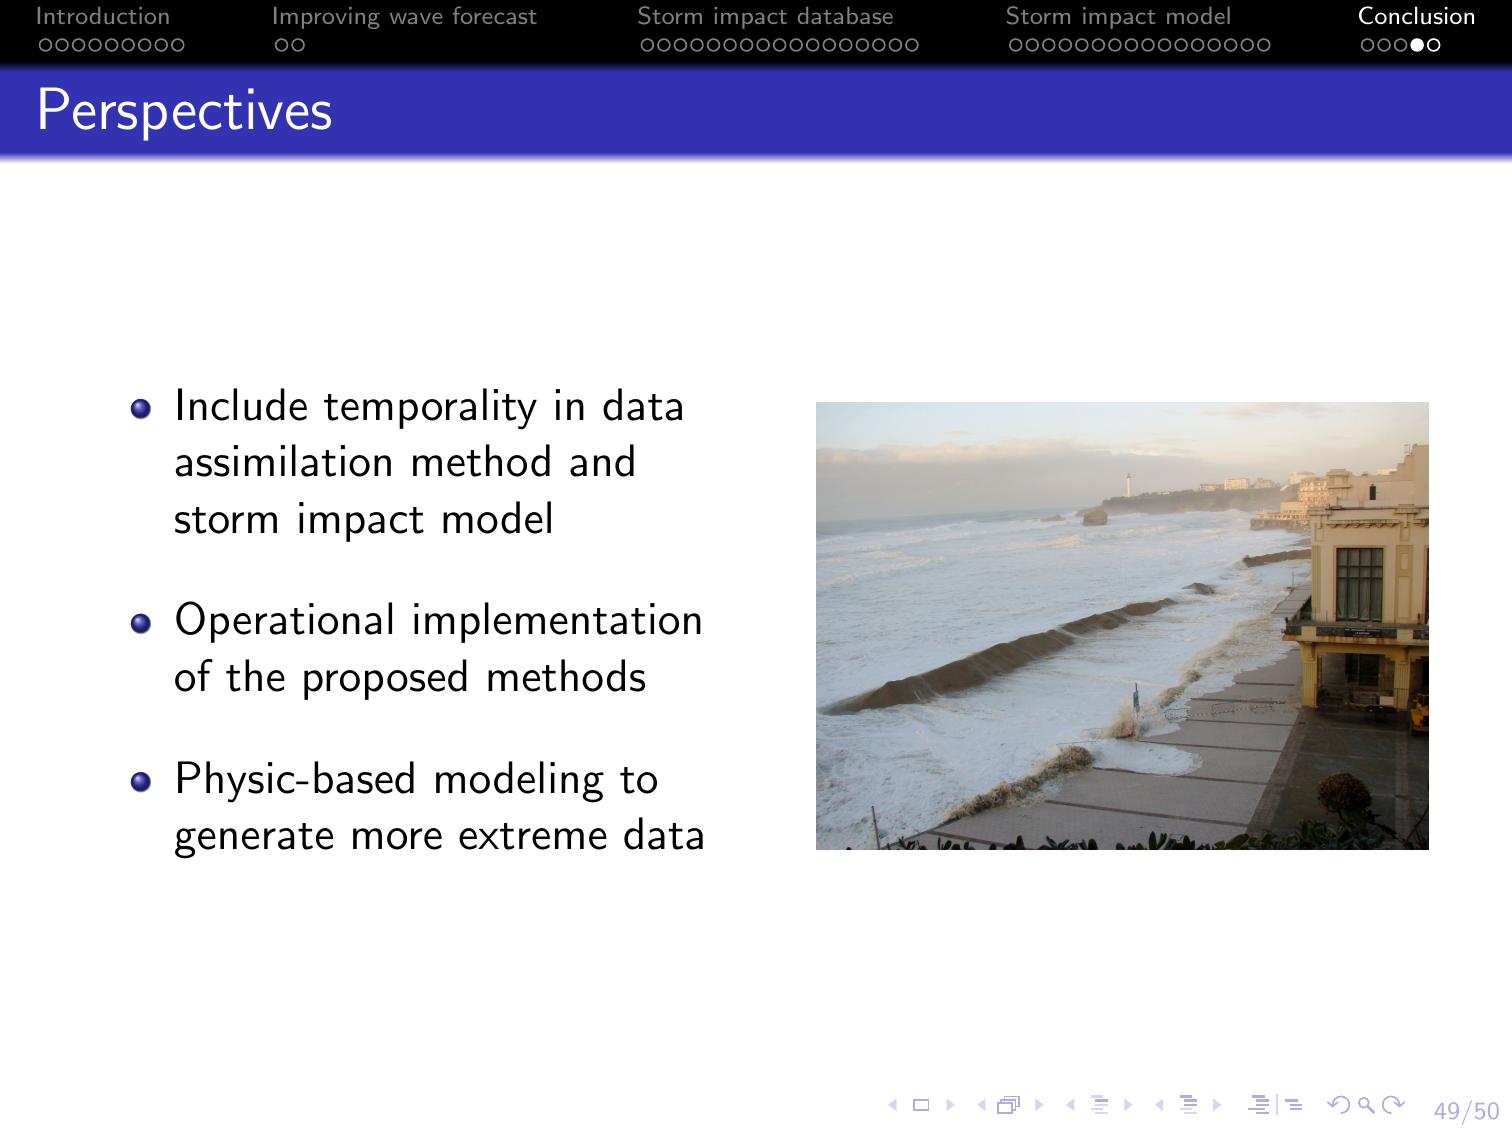 Introduction
Improving wave forecast
Storm impact database
Storm impact model
Conclusion
Perspectives
Include temporality in data
assimilation method and
storm impact model
Operational implementation
of the proposed methods
Physic-based modeling to
generate more extreme data
49/50